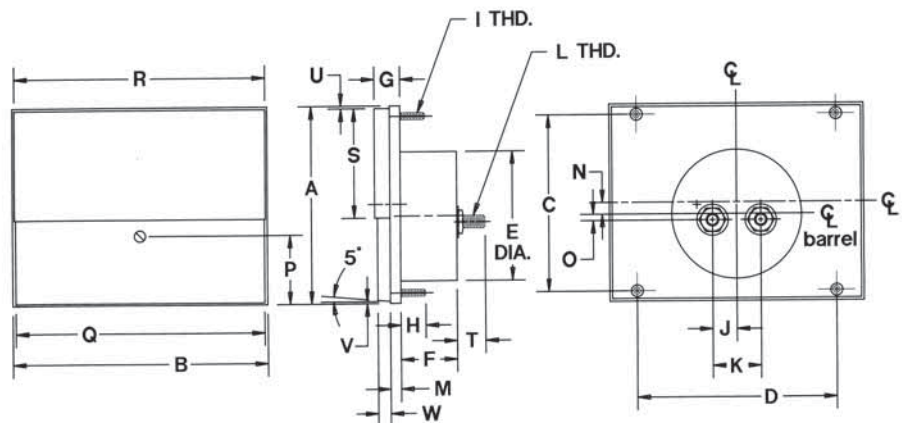 R
U
G
I THD.
L THD.
S
A
E
DIA.
5°
P
Q
B
V
H
T
F
M
W
℄
N
C
+
℄
℄
barrel
O
J
K
D